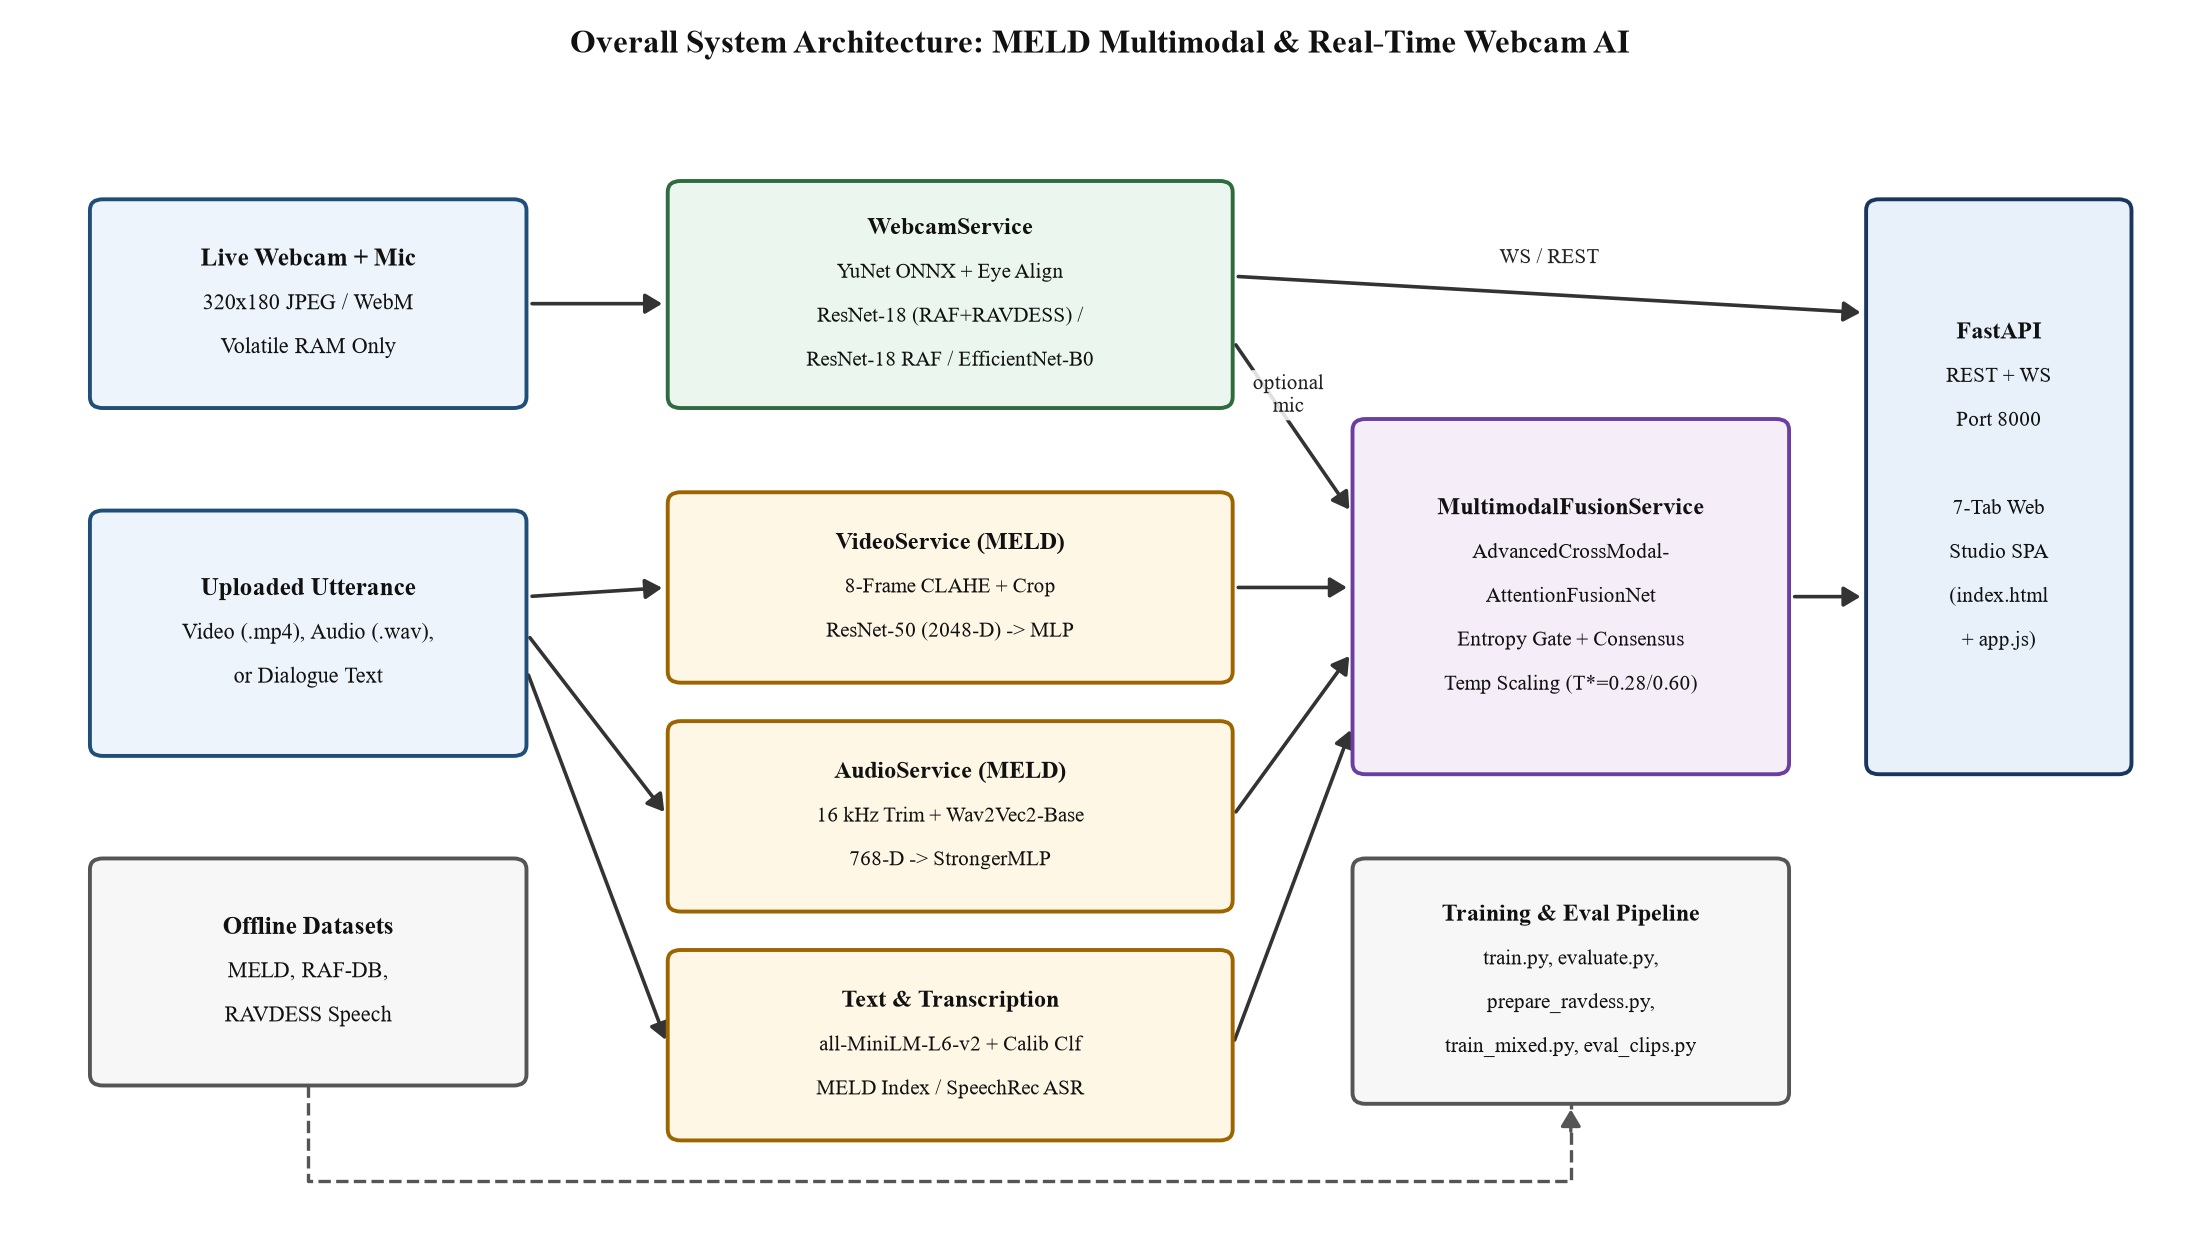 Overall System Architecture: MELD Multimodal & Real-Time Webcam AI
Live Webcam + Mic
320x180 JPEG / WebM
Volatile RAM Only
WebcamService
YuNet ONNX + Eye Align
ResNet-18 (RAF+RAVDESS) /
ResNet-18 RAF / EfficientNet-B0
WS / REST
optional
mic
Uploaded Utterance
Video (.mp4), Audio (.wav),
or Dialogue Text
VideoService (MELD)
8-Frame CLAHE + Crop
ResNet-50 (2048-D) -> MLP
AudioService (MELD)
16 kHz Trim + Wav2Vec2-Base
768-D -> StrongerMLP
Text & Transcription
all-MiniLM-L6-v2 + Calib Clf
MELD Index / SpeechRec ASR
MultimodalFusionService
AdvancedCrossModal-
AttentionFusionNet
Entropy Gate + Consensus
Temp Scaling (T*=0.28/0.60)
FastAPI
REST + WS
Port 8000
7-Tab Web
Studio SPA
(index.html
+ app.js)
Offline Datasets
MELD, RAF-DB,
RAVDESS Speech
Training & Eval Pipeline
train.py, evaluate.py,
prepare_ravdess.py,
train_mixed.py, eval_clips.py